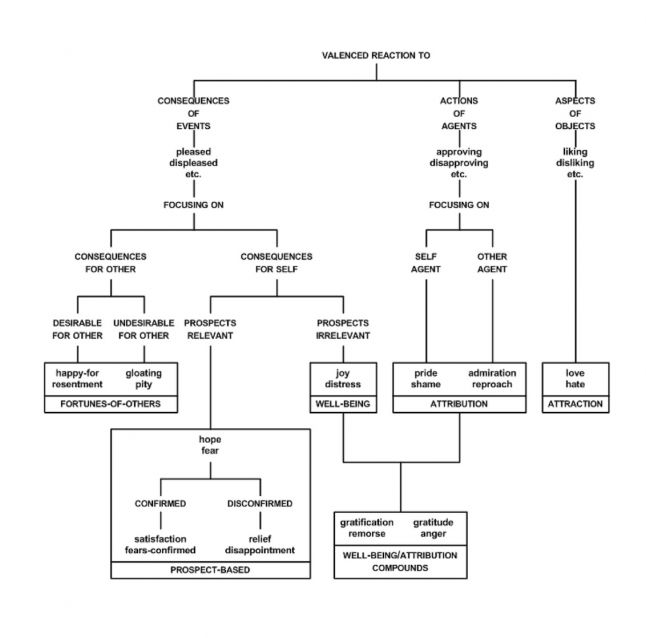 VALENCED REACTION TO
CONSEQUENCES
OF
EVENTS
ACTIONS
OF
AGENTS
ASPECTS
OF
OBJECTS
pleased
displeased
etc.
approving
disapproving
etc.
liking
disliking
etc.
FOCUSING ON
FOCUSING ON
CONSEQUENCES
FOR OTHER
CONSEQUENCES
FOR SELF
SELF
AGENT
OTHER
AGENT
DESIRABLE
FOR OTHER
UNDESIRABLE
FOR OTHER
PROSPECTS
RELEVANT
PROSPECTS
IRRELEVANT
happy-for
resentment
gloating
pity
FORTUNES-OF-OTHERS
joy
distress
WELL-BEING
pride
shame
admiration
reproach
ATTRIBUTION
love
hate
ATTRACTION
hope
fear
CONFIRMED
DISCONFIRMED
satisfaction
fears-confirmed
relief
disappointment
PROSPECT-BASED
gratification
remorse
gratitude
anger
WELL-BEING/ATTRIBUTION
COMPOUNDS